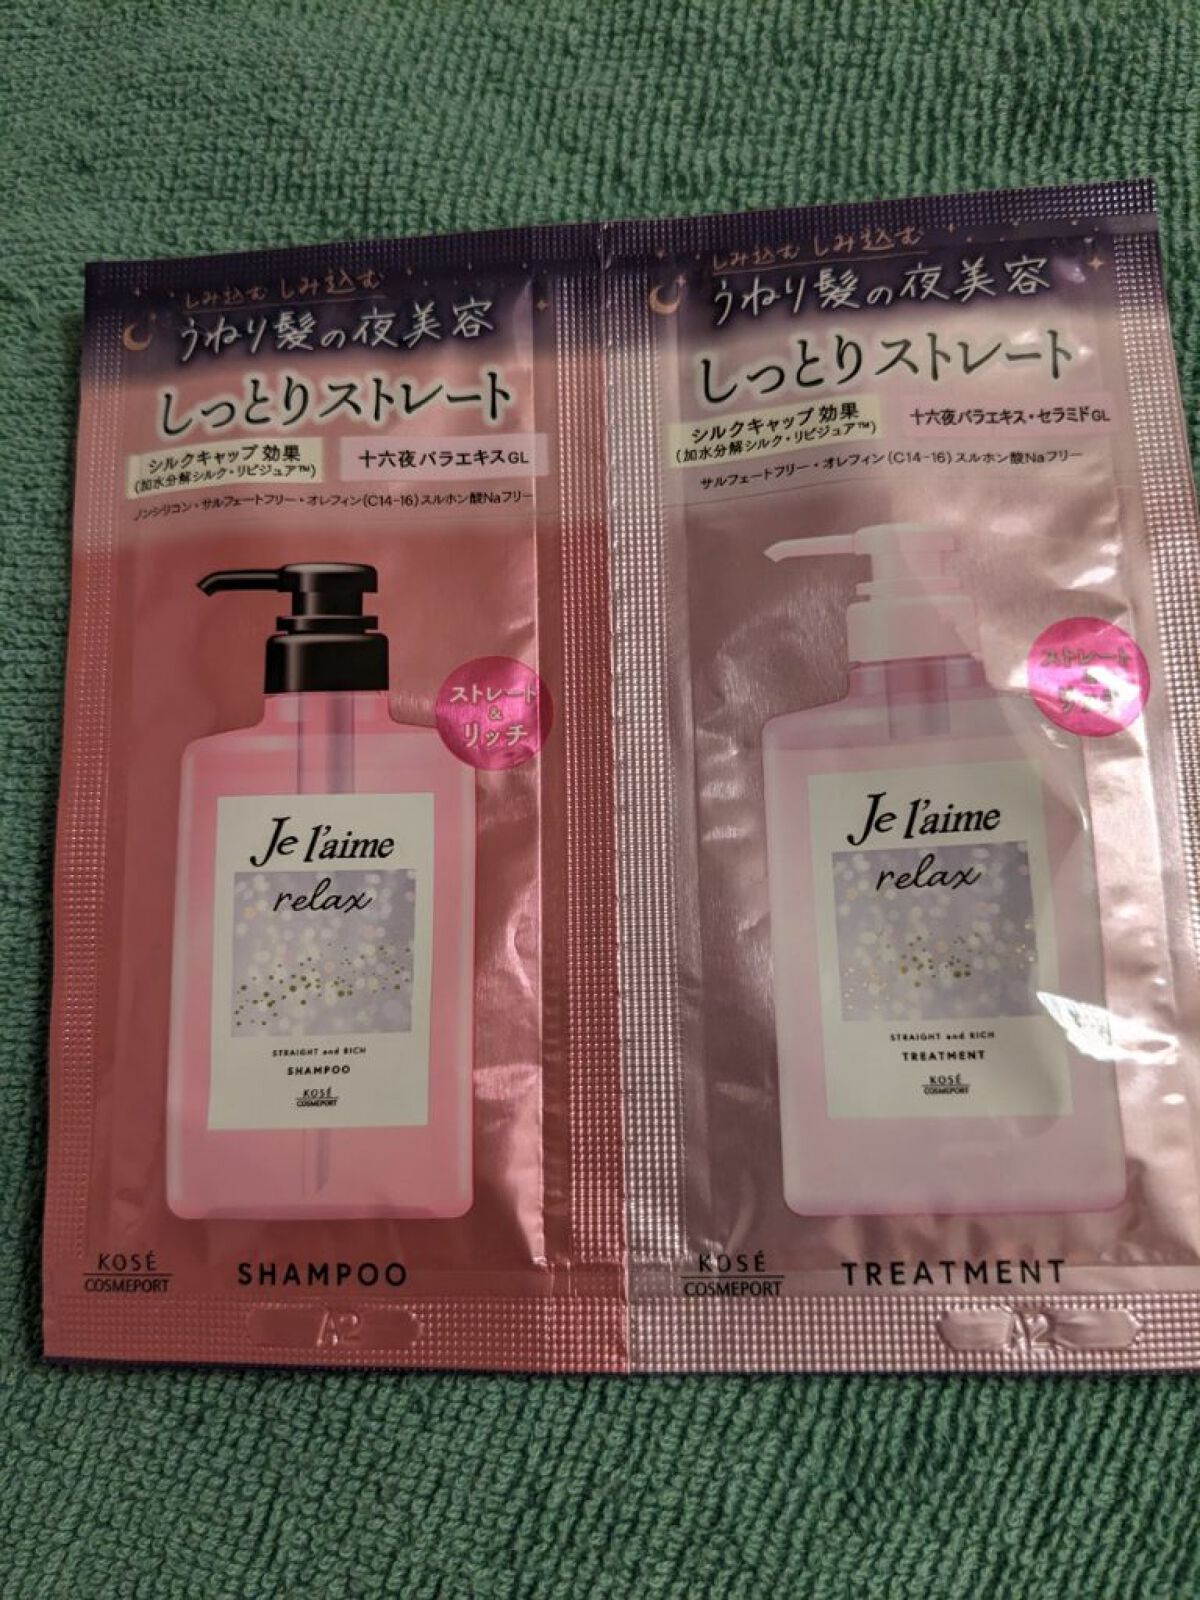 しみ込む しみ込む
うねり髪の夜美容
しっとりストレート
シルクキャップ効果
(加水分解シルク・リピジュア™)
十六夜バラエキスGL
ノンシリコン・サルフェートフリー・オレフィン(C14-16)スルホン酸Naフリー
ストレート
&
リッチ
Je l'aime
relax
STRAIGHT and RICH
SHAMPOO
KOSÉ
COSMEPORT
KOSÉ
COSMEPORT
SHAMPOO
A2
しみ込む しみ込む
うねり髪の夜美容
しっとりストレート
シルクキャップ効果
(加水分解シルク・リピジュア™)
十六夜バラエキス・セラミドGL
サルフェートフリー・オレフィン(C14-16)スルホン酸Naフリー
ストレート
&
リッチ
Je l'aime
relax
STRAIGHT and RICH
TREATMENT
KOSÉ
COSMEPORT
KOSÉ
COSMEPORT
TREATMENT
A2